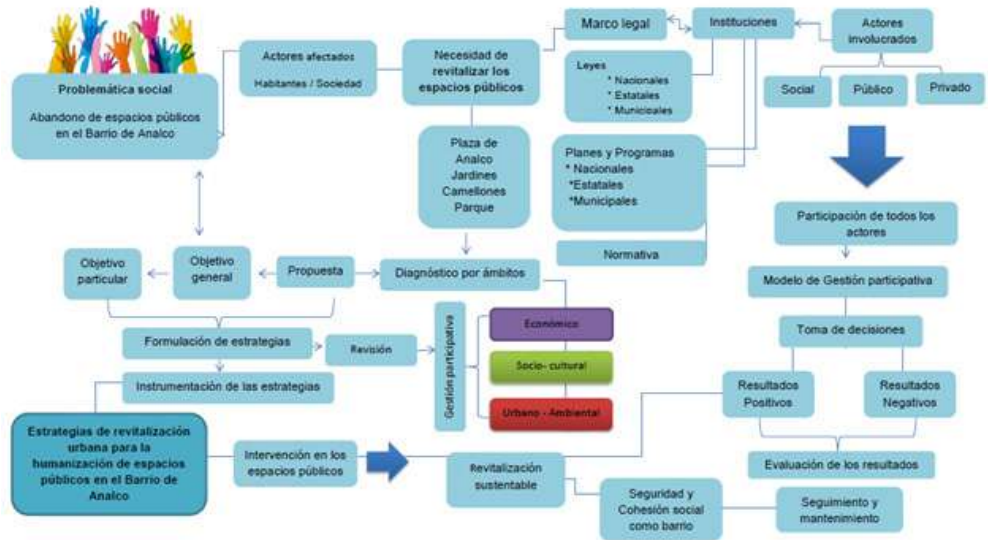 Problemática social
Abandono de espacios públicos
en el Barrio de Analco
Actores afectados
Habitantes / Sociedad
Necesidad de
revitalizar los
espacios públicos
Marco legal
Instituciones
Actores
involucrados
Social
Público
Privado
Leyes
* Nacionales
* Estatales
* Municioales
Planes y Programas
* Nacionales
*Estatales
*Municipales
Normativa
Plaza de
Analco
Jardines
Camellones
Parque
Participación de todos los
actores
Modelo de Gestión participativa
Toma de decisiones
Resultados
Positivos
Resultados
Negativos
Evaluación de los resultados
Objetivo
particular
Objetivo
general
Propuesta
Diagnóstico por ámbitos
Formulación de estrategias
Revisión
Gestión participativa
Económico
Socio- cultural
Urbano - Ambiental
Instrumentación de las estrategias
Estrategias de revitalización
urbana para la
humanización de espacios
públicos en el Barrio de
Analco
Intervención en los
espacios públicos
Revitalización
sustentable
Seguridad y
Cohesión social
como barrio
Seguimiento y
mantenimiento